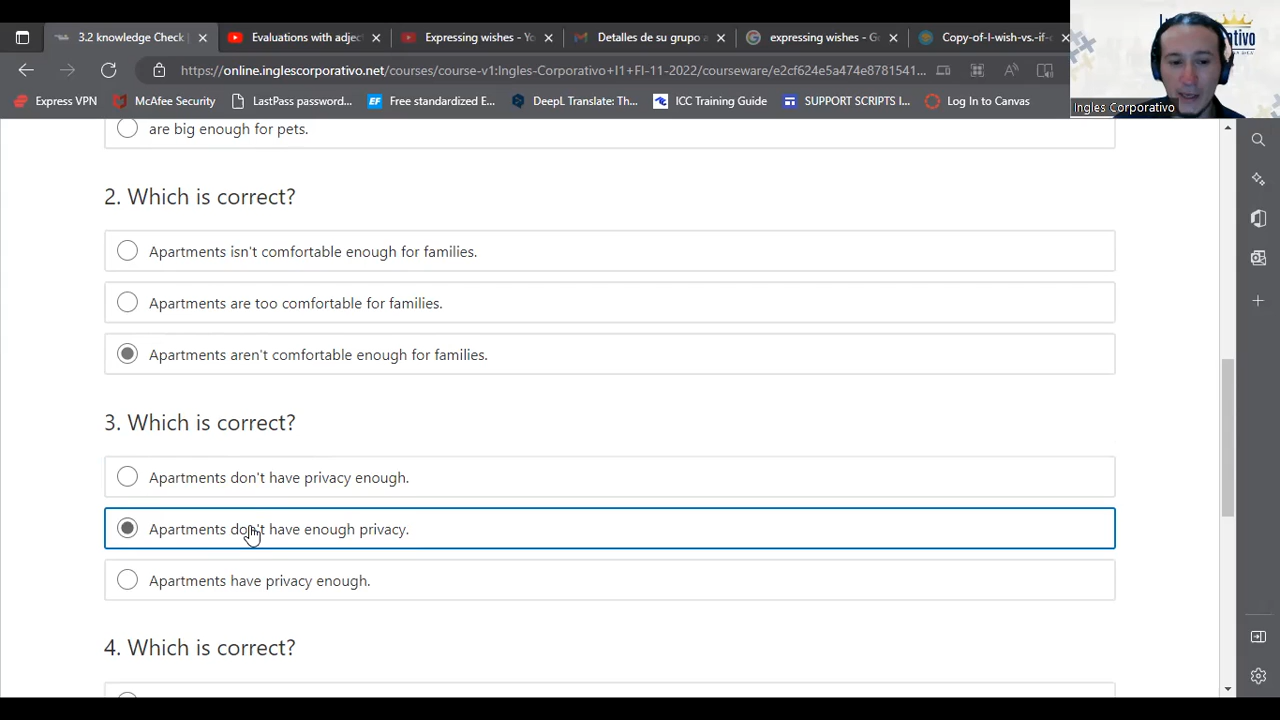 3.2 knowledge Check |
Evaluations with adjec
Expressing wishes - Yo
Detalles de su grupo a
expressing wishes - Go
Copy-of-I-wish-vs.-if-o
https://online.inglescorporativo.net/courses/course-v1:Ingles-Corporativo+I1+FI-11-2022/courseware/e2cf624e5a474e8781541...
Express VPN
McAfee Security
LastPass password...
EF Free standardized E...
DeepL Translate: Th...
ICC Training Guide
SUPPORT SCRIPTS I...
Log In to Canvas
Ingles Corporativo
are big enough for pets.
2. Which is correct?
Apartments isn't comfortable enough for families.
Apartments are too comfortable for families.
Apartments aren't comfortable enough for families.
3. Which is correct?
Apartments don't have privacy enough.
Apartments don't have enough privacy.
Apartments have privacy enough.
4. Which is correct?